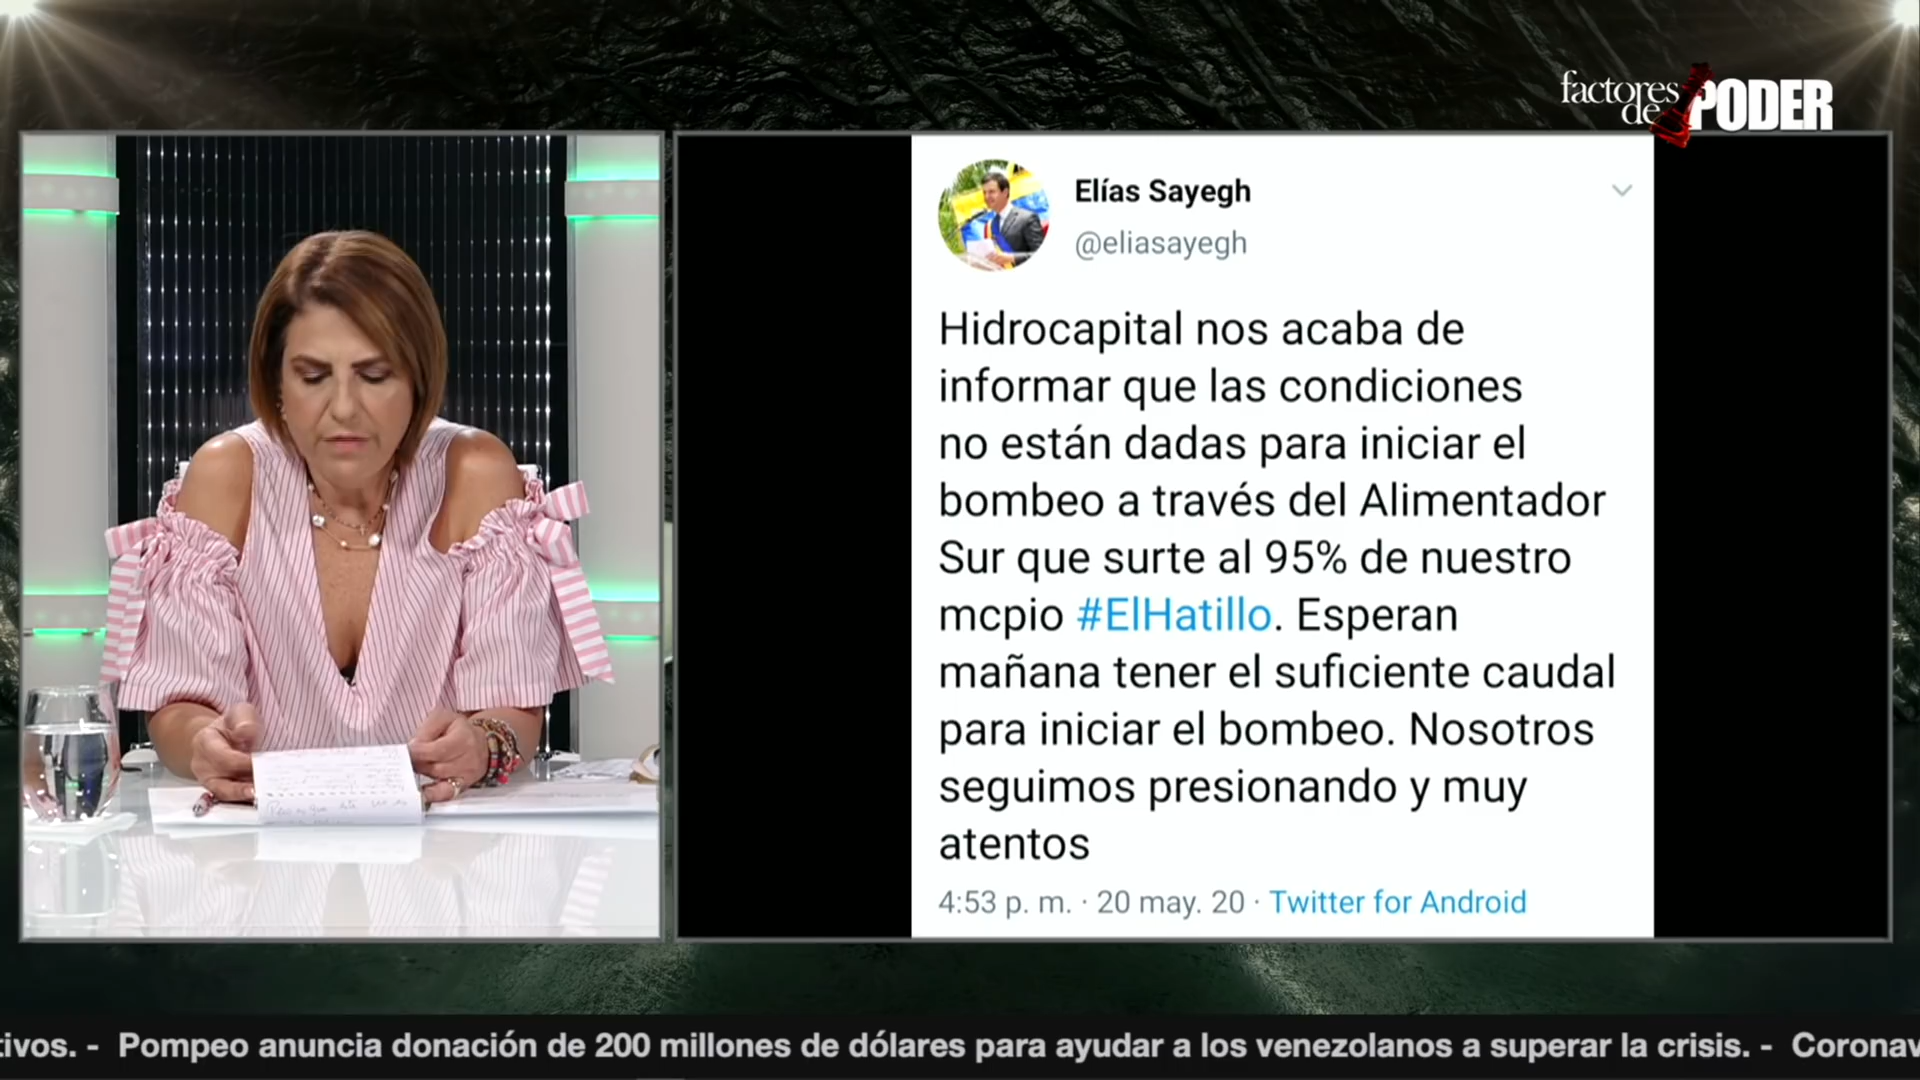 factores
de PODER
Elías Sayegh
@eliasayegh
Hidrocapital nos acaba de
informar que las condiciones
no están dadas para iniciar el
bombeo a través del Alimentador
Sur que surte al 95% de nuestro
mcpio #ElHatillo. Esperan
mañana tener el suficiente caudal
para iniciar el bombeo. Nosotros
seguimos presionando y muy
atentos
4:53 p. m. · 20 may. 20 · Twitter for Android
tivos. - Pompeo anuncia donación de 200 millones de dólares para ayudar a los venezolanos a superar la crisis. - Coronav